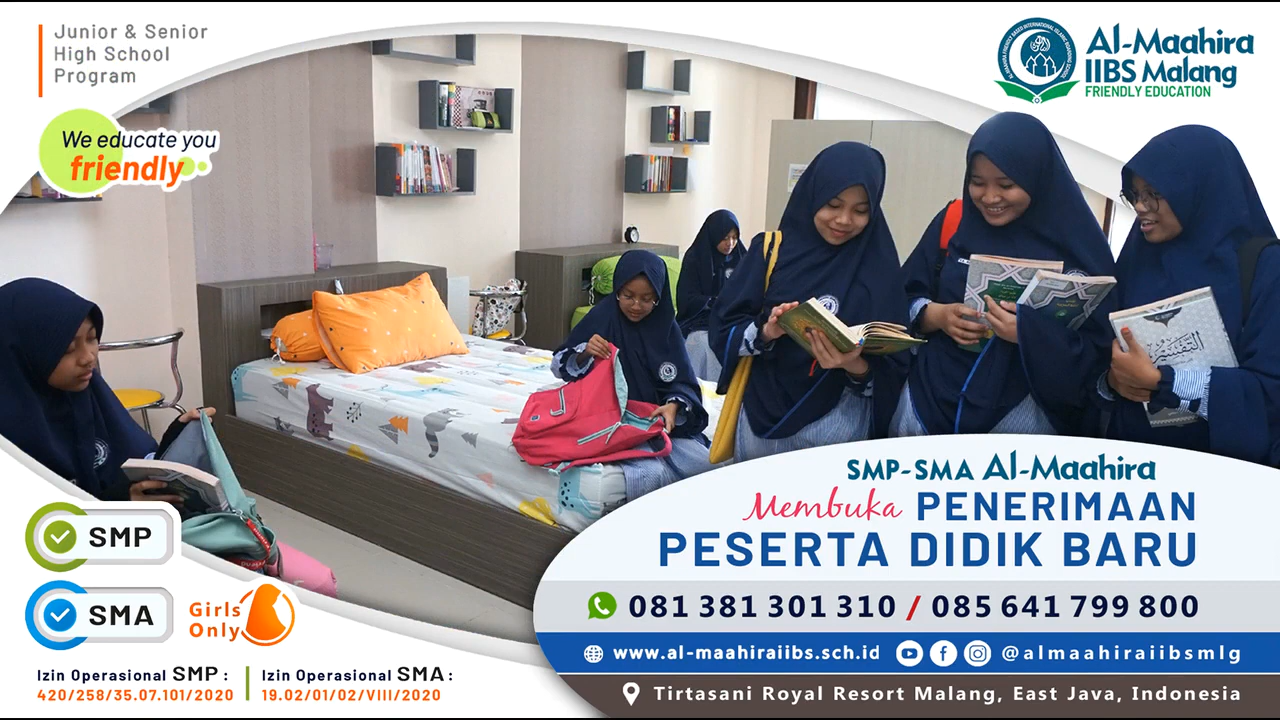 Junior & Senior
High School
Program
We educate you
friendly
Al-Maahira
IIBS Malang
FRIENDLY EDUCATION
التفسير
SMP-SMA Al-Maahira
Membuka PENERIMAAN
PESERTA DIDIK BARU
081 381 301 310 / 085 641 799 800
www.al-maahiraiibs.sch.id
@almaahiraiibsmlg
Tirtasani Royal Resort Malang, East Java, Indonesia
SMP
SMA
Girls
Only
Izin Operasional SMP :
420/258/35.07.101/2020
Izin Operasional SMA :
19.02/01/02/VIII/2020